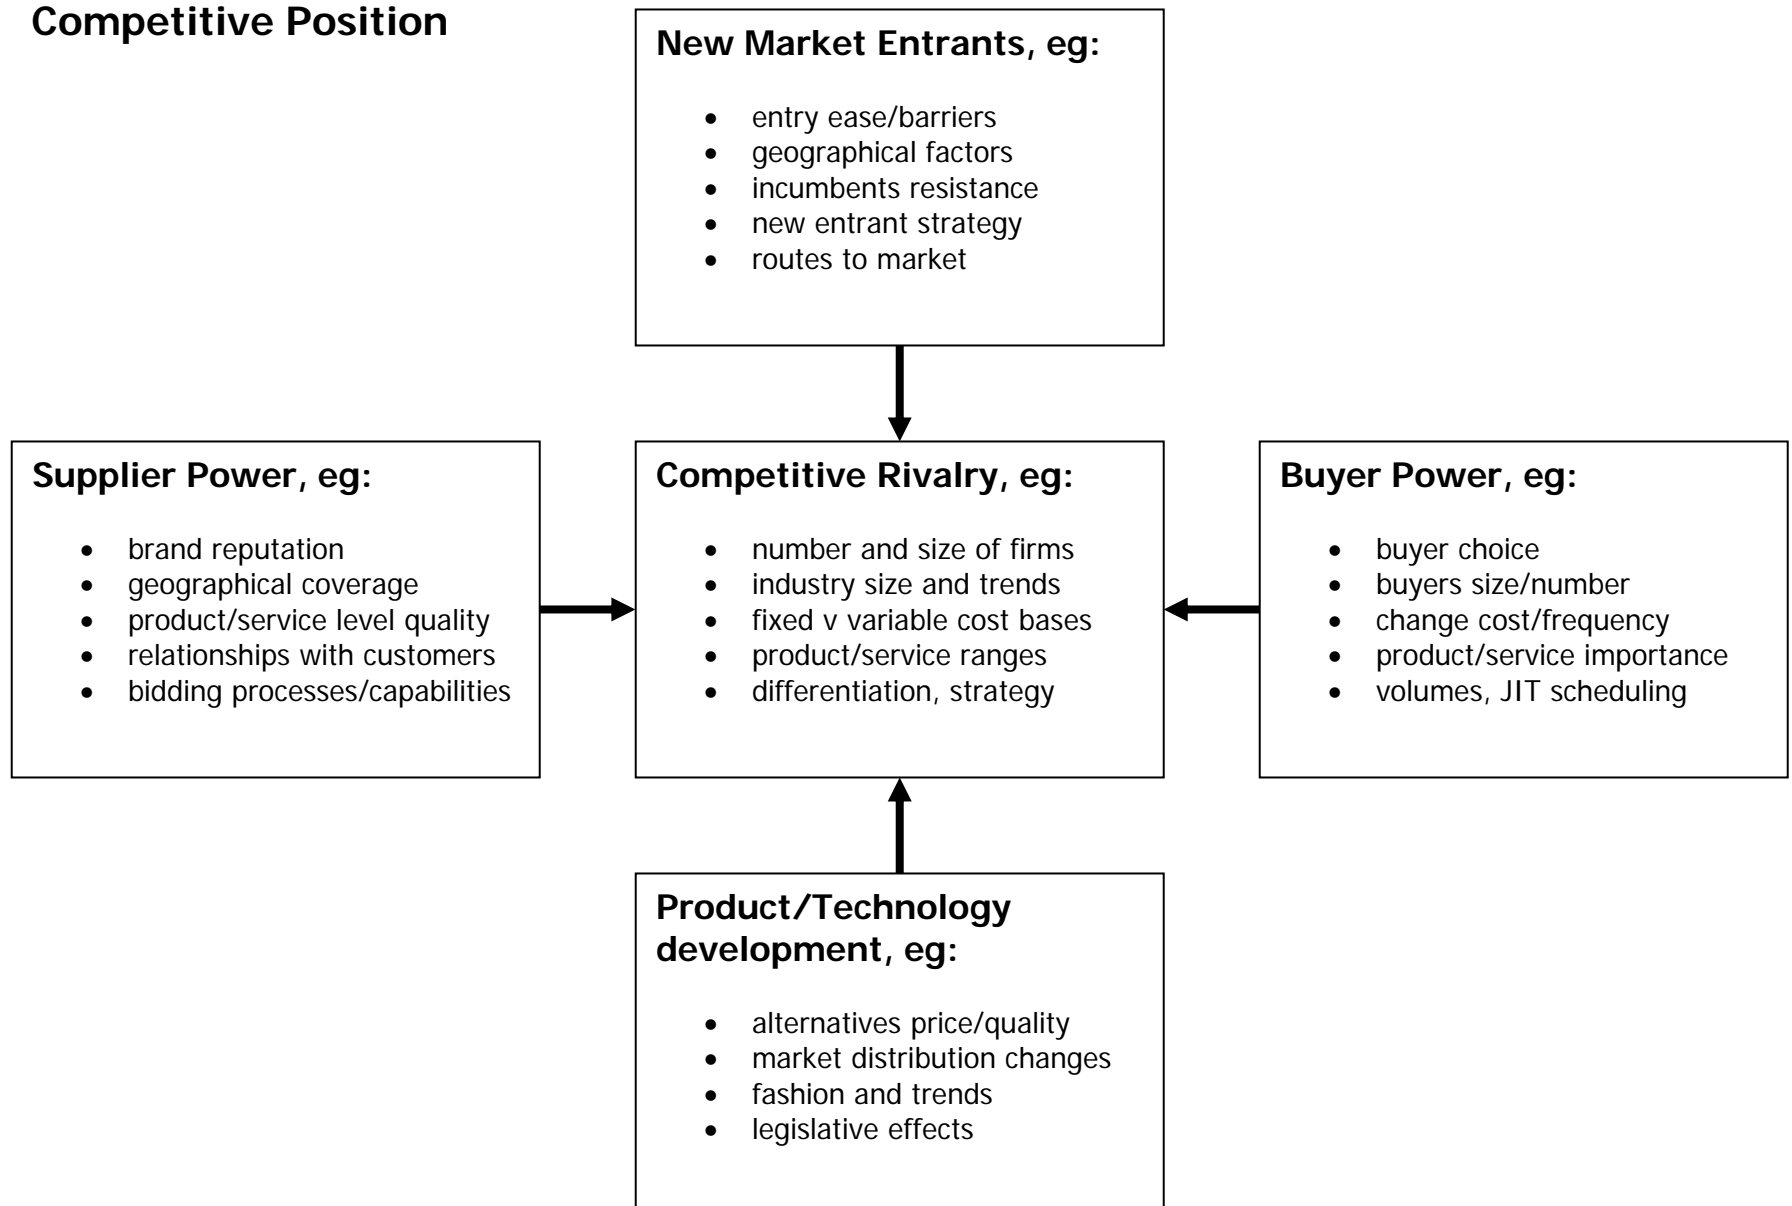 Competitive Position
New Market Entrants, eg:
• entry ease/barriers
• geographical factors
• incumbents resistance
• new entrant strategy
• routes to market
Supplier Power, eg:
• brand reputation
• geographical coverage
• product/service level quality
• relationships with customers
• bidding processes/capabilities
Competitive Rivalry, eg:
• number and size of firms
• industry size and trends
• fixed v variable cost bases
• product/service ranges
• differentiation, strategy
Buyer Power, eg:
• buyer choice
• buyers size/number
• change cost/frequency
• product/service importance
• volumes, JIT scheduling
Product/Technology
development, eg:
• alternatives price/quality
• market distribution changes
• fashion and trends
• legislative effects